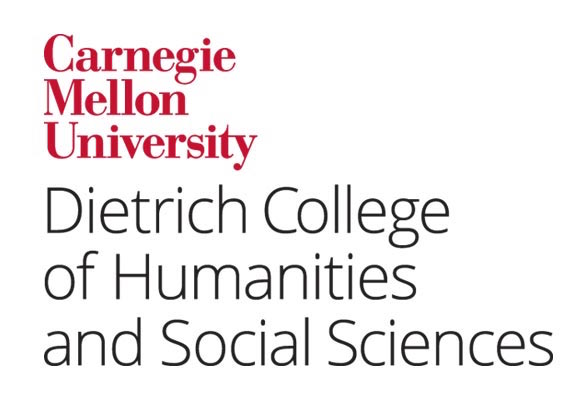 Carnegie
Mellon
University
Dietrich College
of Humanities
and Social Sciences